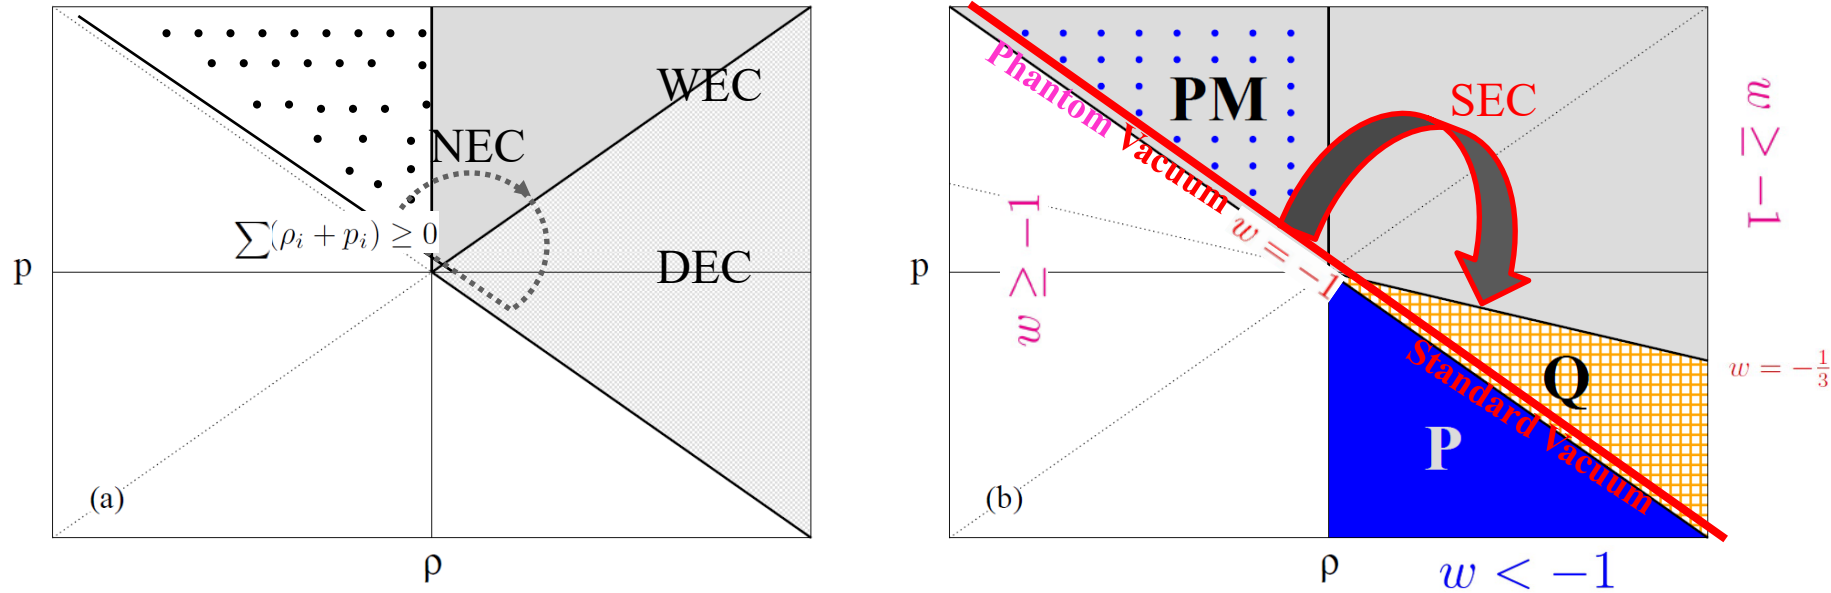 WEC
NEC
∑(ρᵢ + pᵢ) ≥ 0
DEC
p
(a)
ρ
PM
SEC
Phantom Vacuum
w ≥ −1
w ≥ −1
w = −1
p
w = −1/3
Q
Standard Vacuum
P
(b)
ρ
w < −1